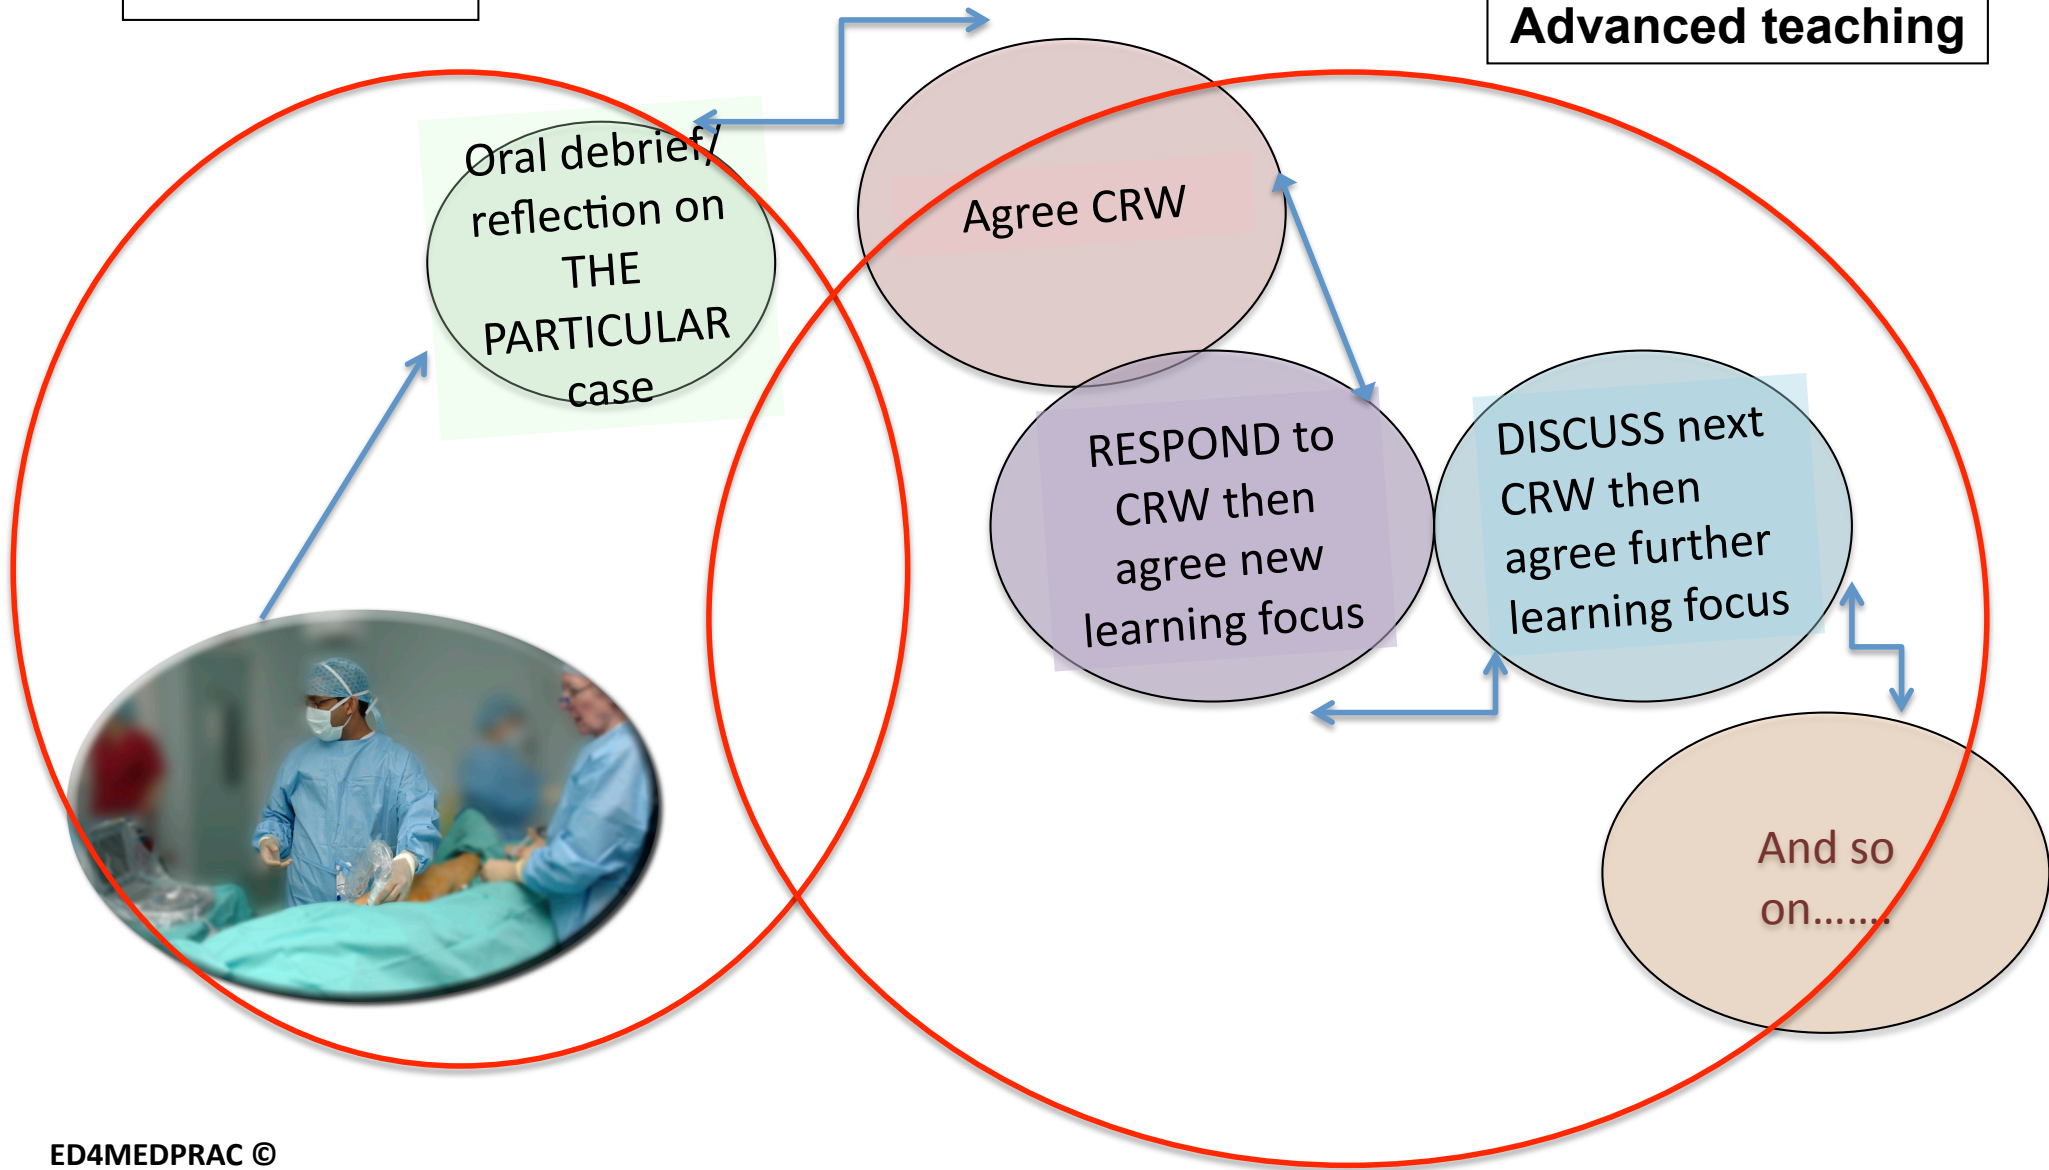 Advanced teaching
Oral debrief/
reflection on
THE
PARTICULAR
case
Agree CRW
RESPOND to
CRW then
agree new
learning focus
DISCUSS next
CRW then
agree further
learning focus
And so
on.......
ED4MEDPRAC ©